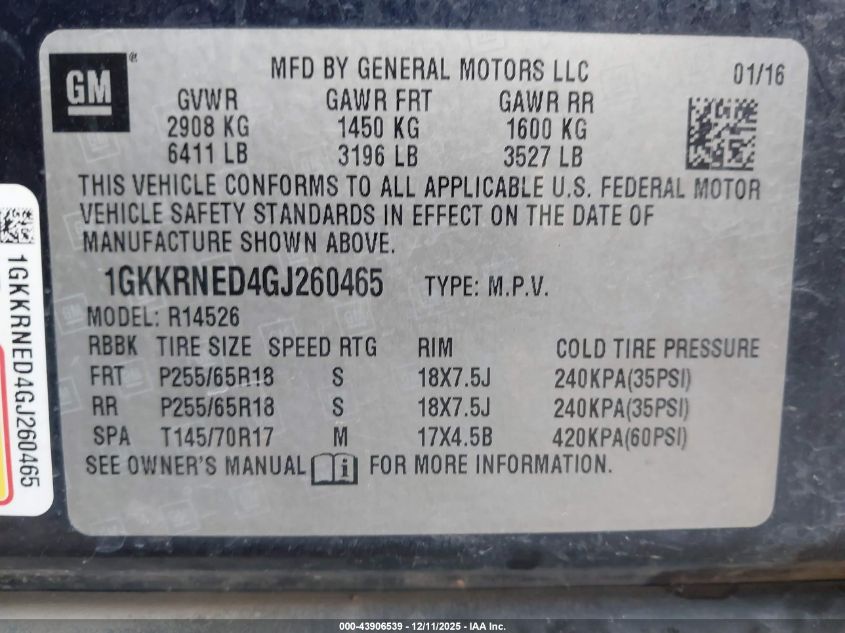 GM®
MFD BY GENERAL MOTORS LLC 01/16
GVWR GAWR FRT GAWR RR
2908 KG 1450 KG 1600 KG
6411 LB 3196 LB 3527 LB
THIS VEHICLE CONFORMS TO ALL APPLICABLE U.S. FEDERAL MOTOR
VEHICLE SAFETY STANDARDS IN EFFECT ON THE DATE OF
MANUFACTURE SHOWN ABOVE.
1GKKRNED4GJ260465 TYPE: M.P.V.
MODEL: R14526
RBBK TIRE SIZE SPEED RTG RIM COLD TIRE PRESSURE
FRT P255/65R18 S 18X7.5J 240KPA(35PSI)
RR P255/65R18 S 18X7.5J 240KPA(35PSI)
SPA T145/70R17 M 17X4.5B 420KPA(60PSI)
SEE OWNER'S MANUAL FOR MORE INFORMATION.
1GKKRNED4GJ260465
000-43906539 - 12/11/2025 - IAA Inc.